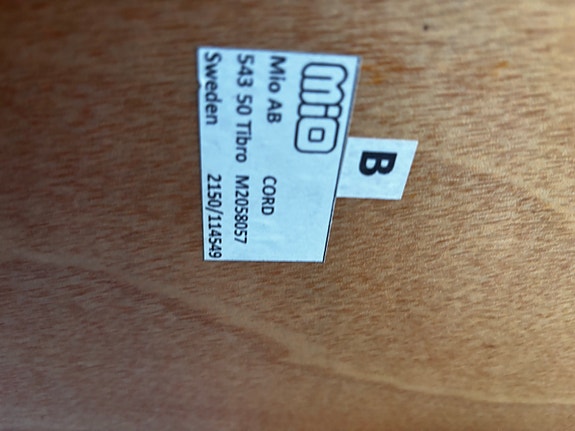 mio
Mio AB CORD
543 50 Tibro M2058057
Sweden 2150/114549
B